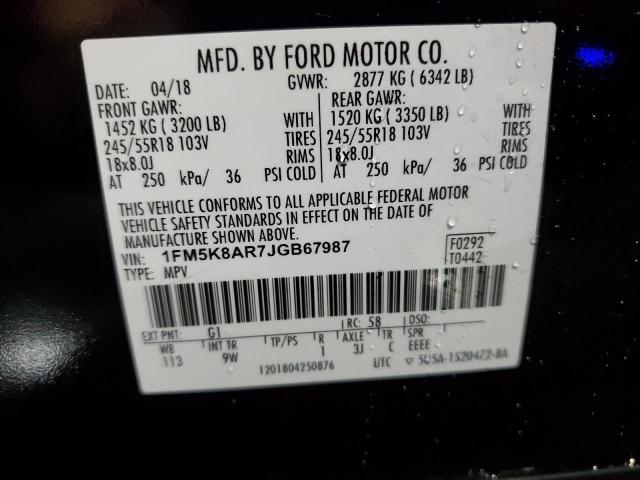 MFD. BY FORD MOTOR CO.
DATE: 04/18 GVWR: 2877 KG ( 6342 LB)
FRONT GAWR: REAR GAWR:
1452 KG ( 3200 LB) WITH 1520 KG ( 3350 LB) WITH
245/55R18 103V TIRES 245/55R18 103V TIRES
18x8.0J RIMS 18x8.0J RIMS
AT 250 kPa/ 36 PSI COLD AT 250 kPa/ 36 PSI COLD
THIS VEHICLE CONFORMS TO ALL APPLICABLE FEDERAL MOTOR
VEHICLE SAFETY STANDARDS IN EFFECT ON THE DATE OF
MANUFACTURE SHOWN ABOVE.
VIN: 1FM5K8AR7JGB67987 F0292
TYPE: MPV T0442
EXT PNT: G1 RC: 58 DSO:
WB INT TR TP/PS R AXLE TR SPR
113 9W 1 3J C EEEE
1201804250876 UTC ▽ 5U5A-1520472-BA